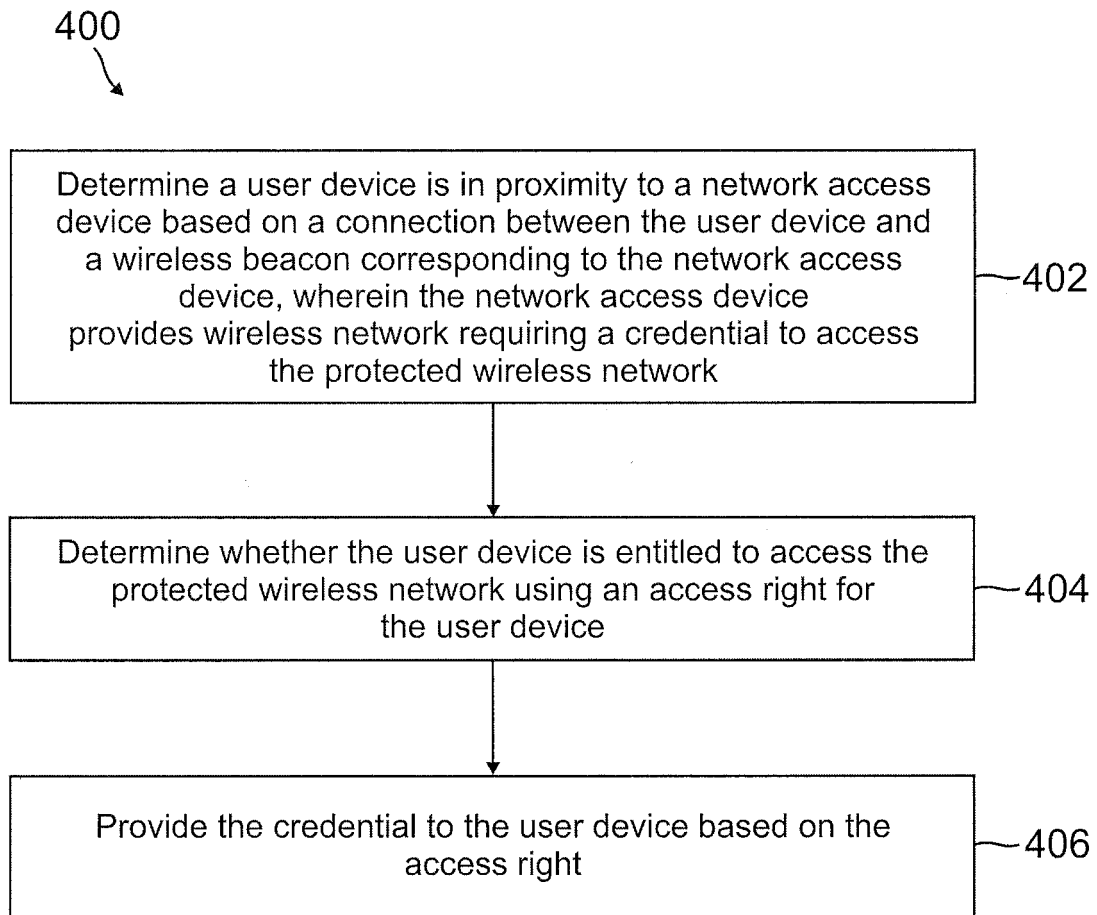 400
Determine a user device is in proximity to a network access
device based on a connection between the user device and
a wireless beacon corresponding to the network access
device, wherein the network access device
provides wireless network requiring a credential to access
the protected wireless network
402
Determine whether the user device is entitled to access the
protected wireless network using an access right for
the user device
404
Provide the credential to the user device based on the
access right
406